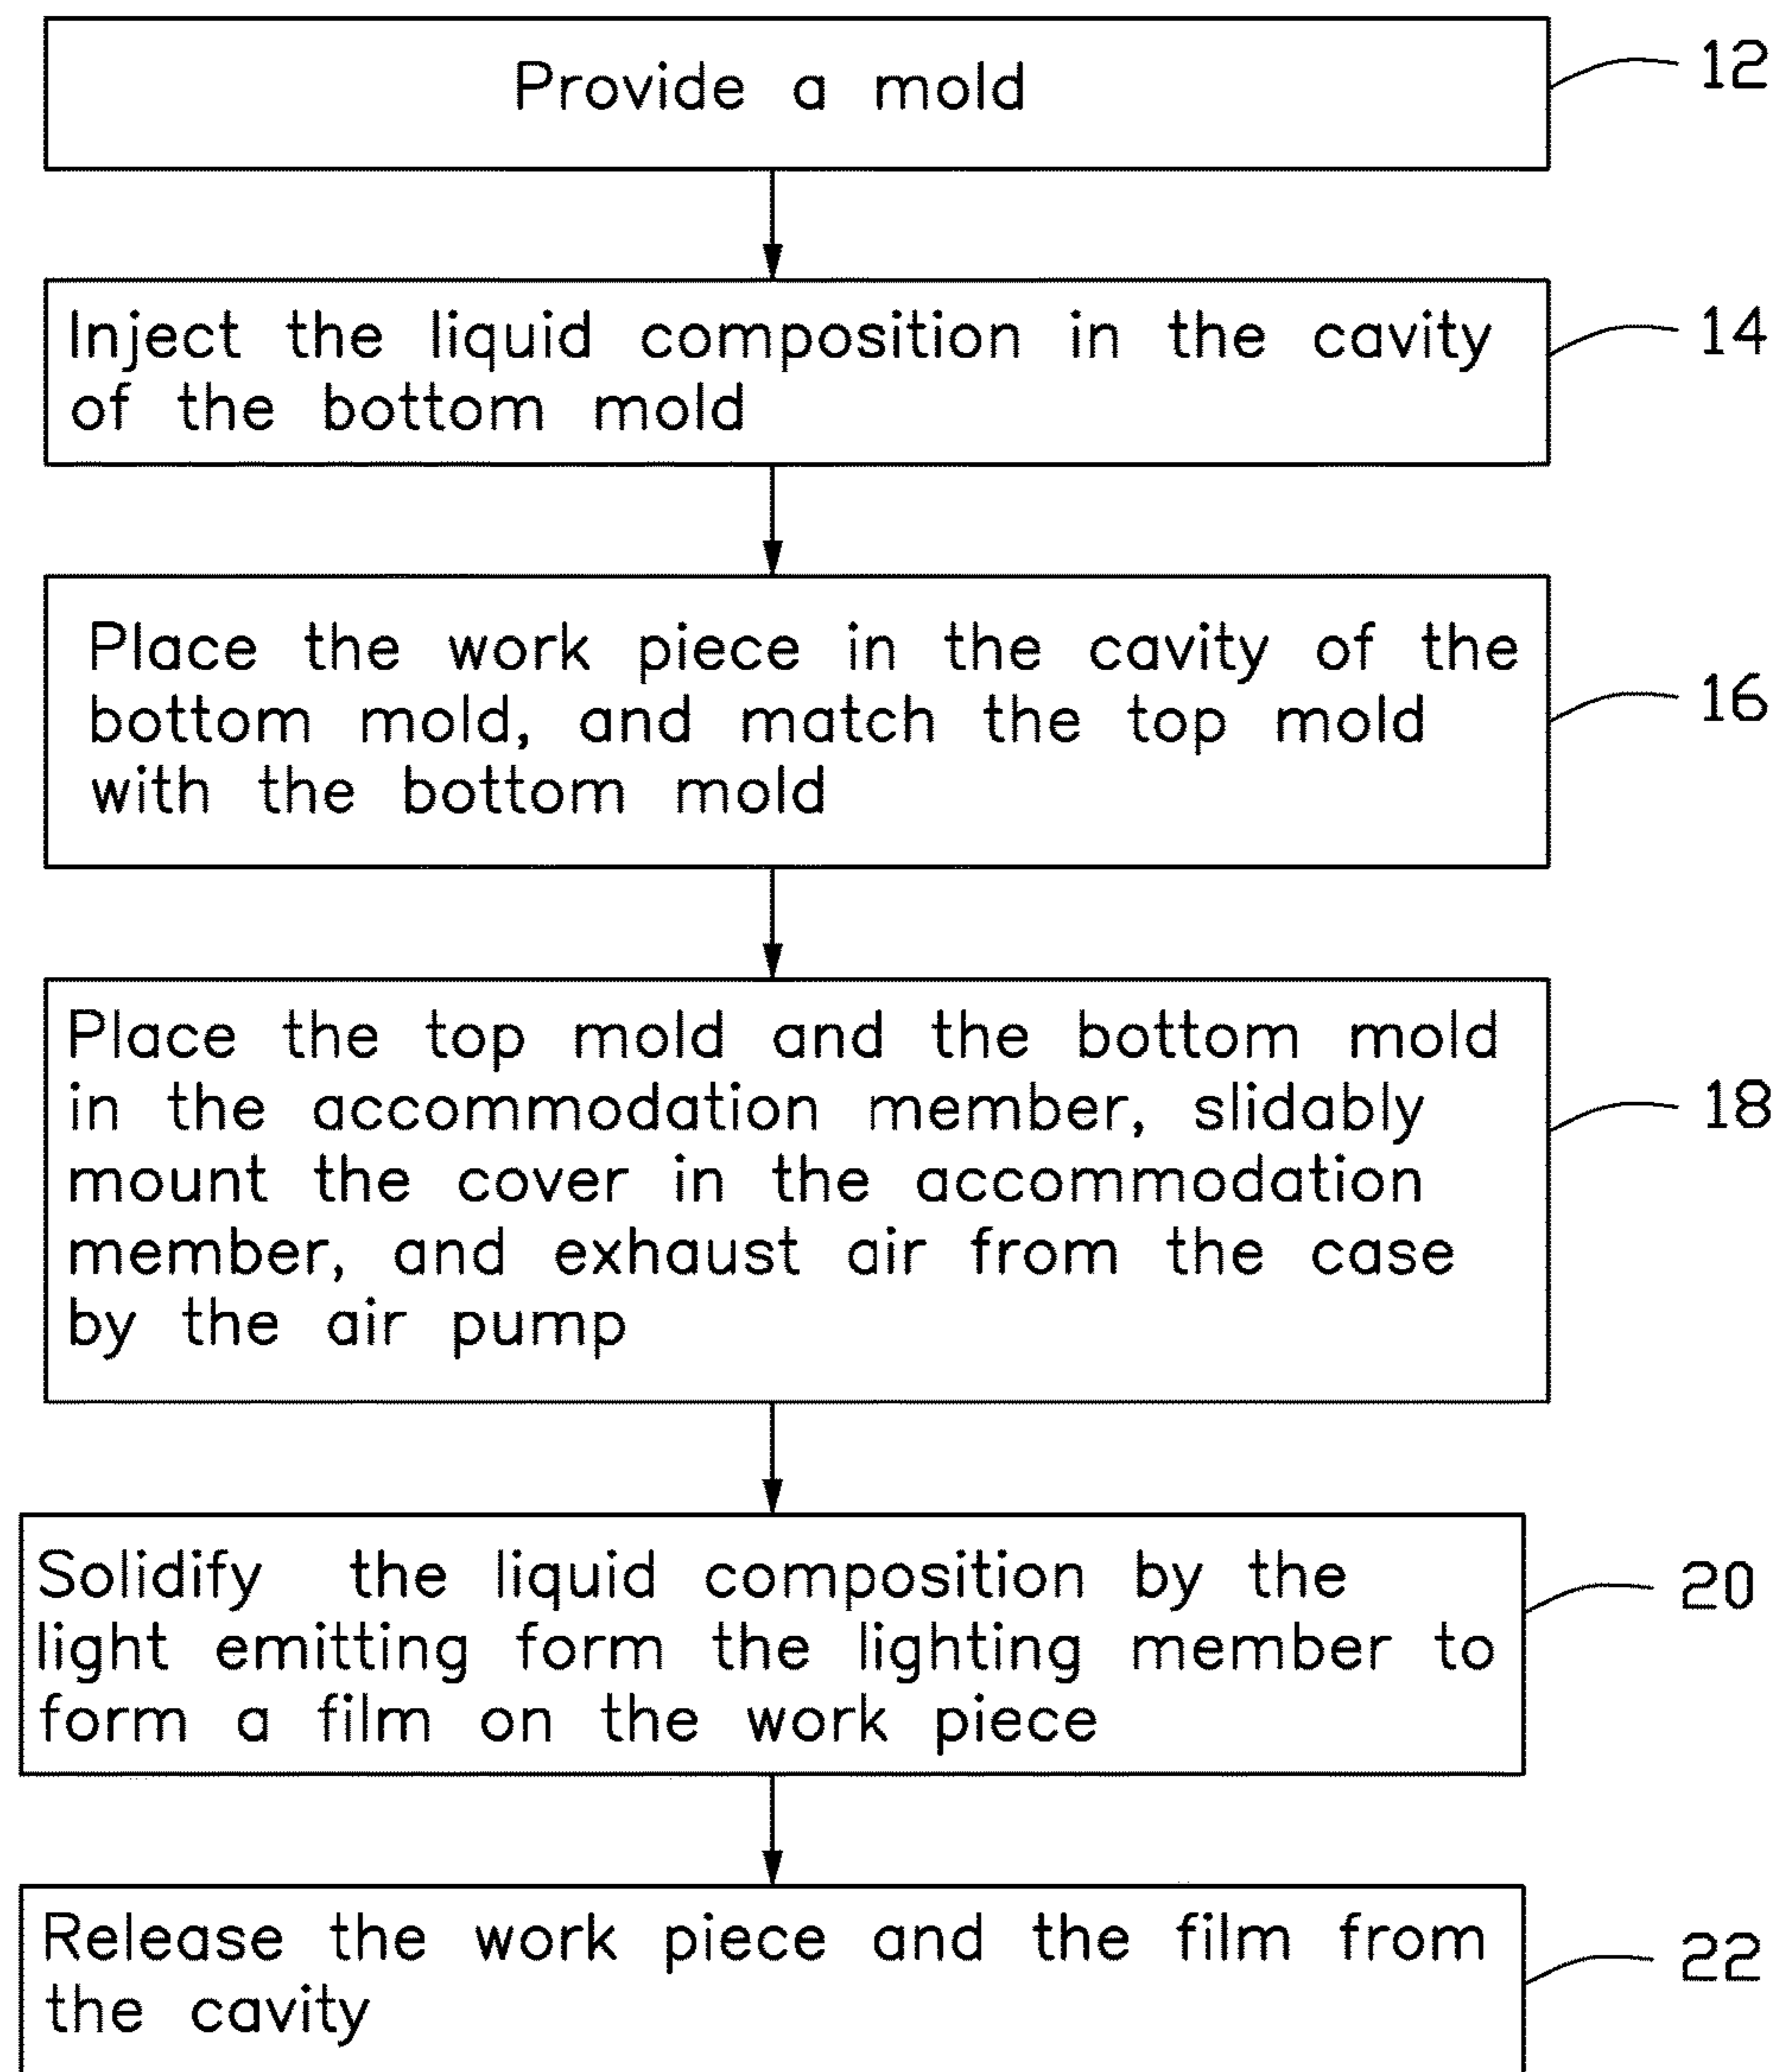 Provide a mold
12
Inject the liquid composition in the cavity
of the bottom mold
14
Place the work piece in the cavity of the
bottom mold, and match the top mold
with the bottom mold
16
Place the top mold and the bottom mold
in the accommodation member, slidably
mount the cover in the accommodation
member, and exhaust air from the case
by the air pump
18
Solidify the liquid composition by the
light emitting form the lighting member to
form a film on the work piece
20
Release the work piece and the film from
the cavity
22